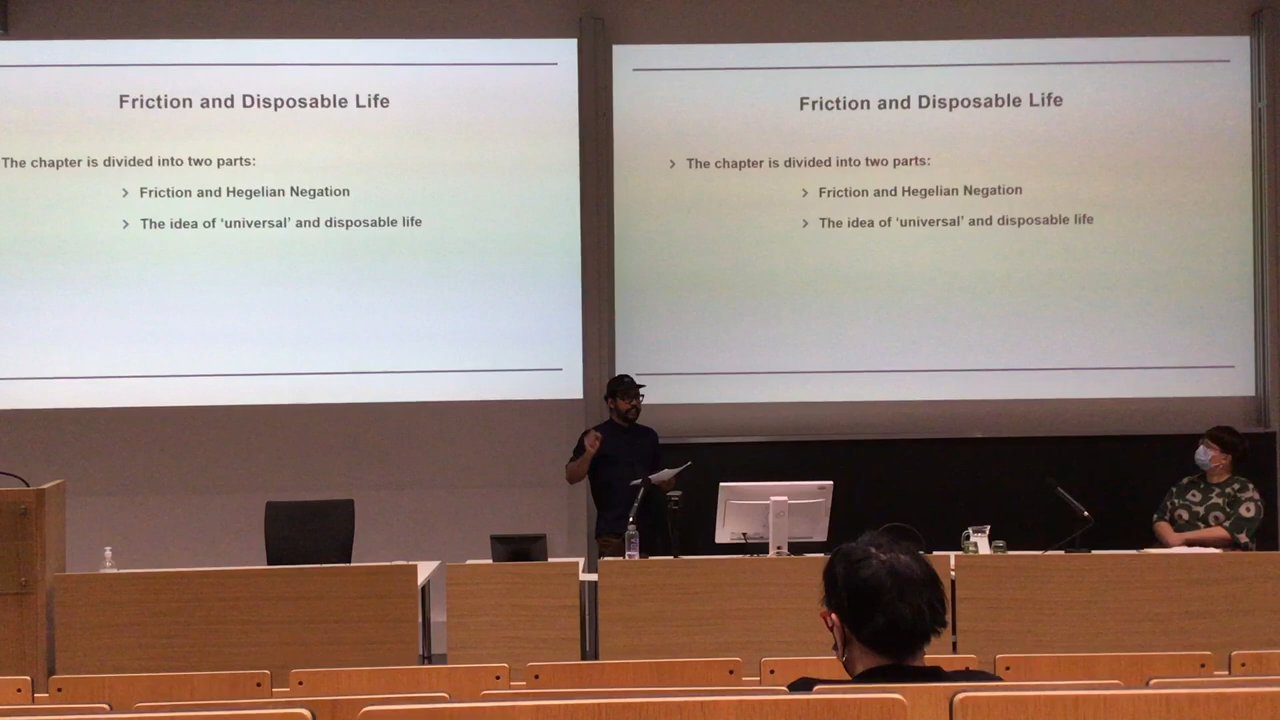 Friction and Disposable Life
The chapter is divided into two parts:
Friction and Hegelian Negation
The idea of ‘universal’ and disposable life
Friction and Disposable Life
> The chapter is divided into two parts:
> Friction and Hegelian Negation
> The idea of ‘universal’ and disposable life